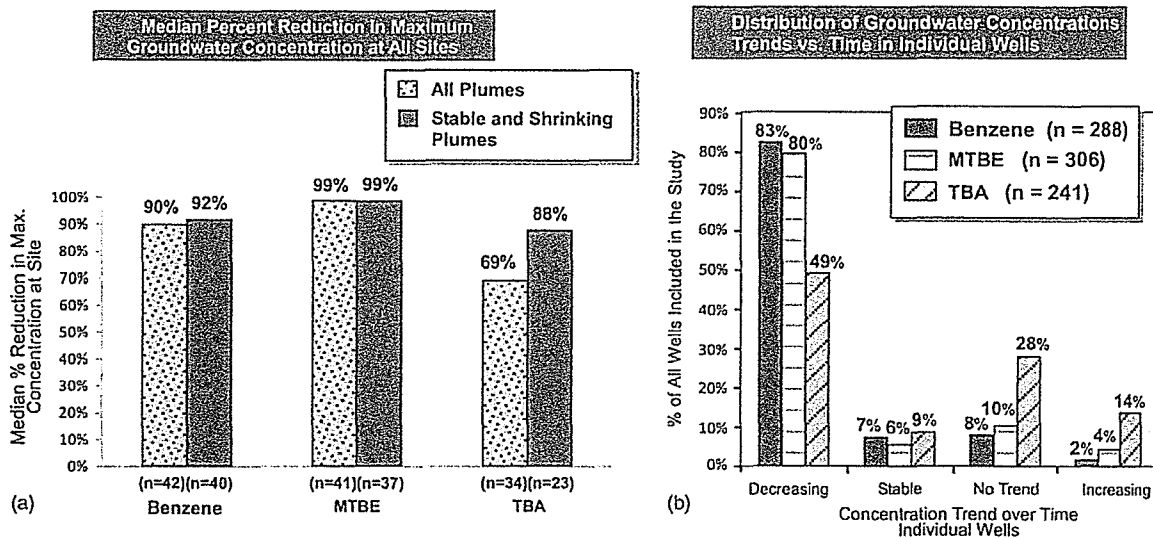 Median Percent Reduction in Maximum
Groundwater Concentration at All Sites
All Plumes
Stable and Shrinking
Plumes
Median % Reduction in Max.
Concentration at Site
100%
90%
80%
70%
60%
50%
40%
30%
20%
10%
0%
90%
92%
99%
99%
69%
88%
(n=42)(n=40)
(n=41)(n=37)
(n=34)(n=23)
Benzene
MTBE
TBA
(a)
Distribution of Groundwater Concentrations
Trends vs. Time in Individual Wells
Benzene (n = 288)
MTBE (n = 306)
TBA (n = 241)
% of All Wells Included in the Study
90%
80%
70%
60%
50%
40%
30%
20%
10%
0%
83%
80%
49%
7%
6%
9%
8%
10%
28%
2%
4%
14%
Decreasing
Stable
No Trend
Increasing
Concentration Trend over Time
Individual Wells
(b)